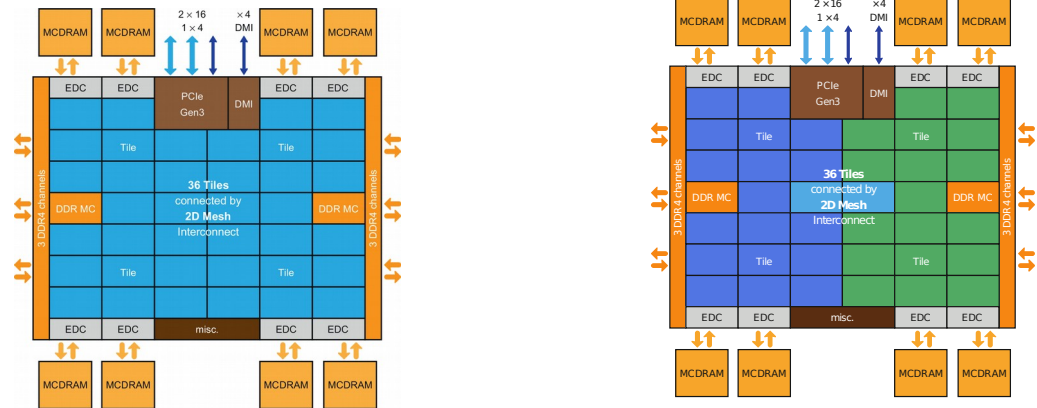 2 × 16
1 × 4
× 4
DMI
MCDRAM
MCDRAM
MCDRAM
MCDRAM
EDC
EDC
PCIe
Gen3
DMI
EDC
EDC
Tile
Tile
3 DDR4 channels
DDR MC
36 Tiles
connected by
2D Mesh
Interconnect
DDR MC
3 DDR4 channels
Tile
Tile
EDC
EDC
misc.
EDC
EDC
MCDRAM
MCDRAM
MCDRAM
MCDRAM
2 × 16
1 × 4
×4
DMI
MCDRAM
MCDRAM
MCDRAM
MCDRAM
EDC
EDC
PCIe
Gen3
DMI
EDC
EDC
Tile
Tile
3 DDR4 channels
DDR MC
36 Tiles
connected by
2D Mesh
Interconnect
DDR MC
3 DDR4 channels
Tile
Tile
EDC
EDC
misc.
EDC
EDC
MCDRAM
MCDRAM
MCDRAM
MCDRAM